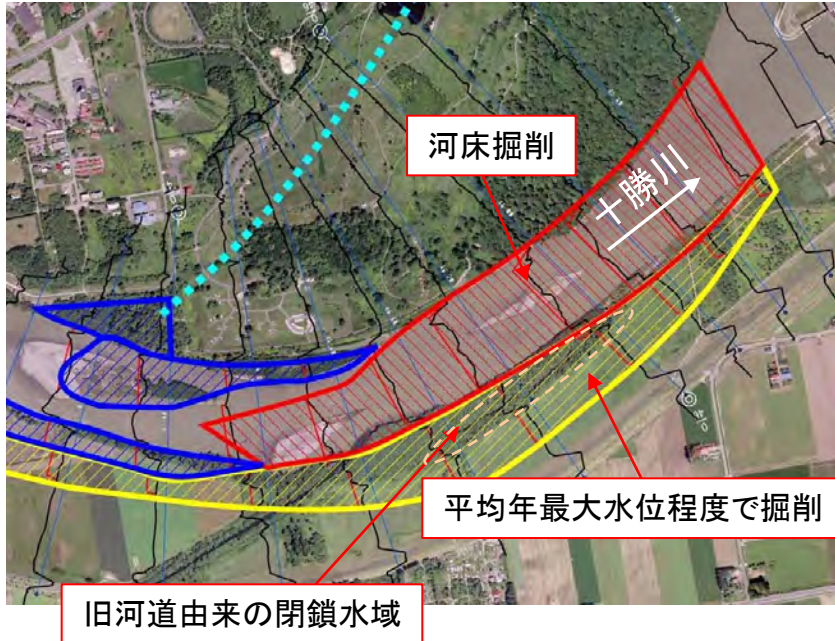 河床掘削
十勝川
平均年最大水位程度で掘削
旧河道由来の閉鎖水域